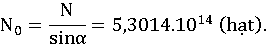 N₀ = N/sinα = 5,3014.10¹⁴ (hạt).